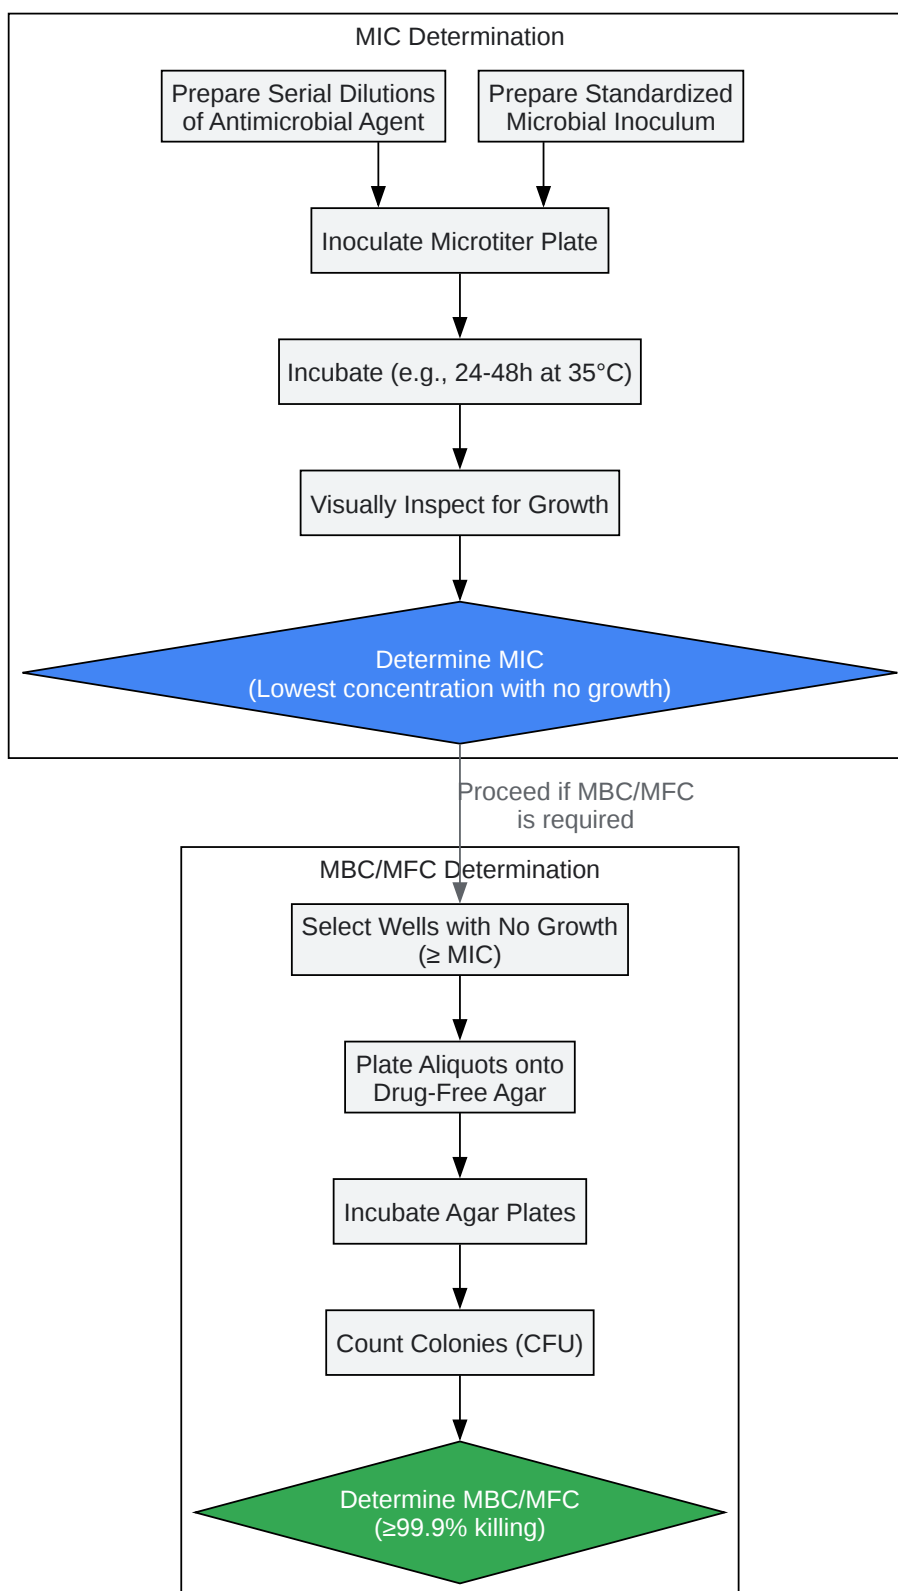 MIC Determination
Prepare Serial Dilutions
of Antimicrobial Agent
Prepare Standardized
Microbial Inoculum
Inoculate Microtiter Plate
Incubate (e.g., 24-48h at 35°C)
Visually Inspect for Growth
Determine MIC
(Lowest concentration with no growth)
Proceed if MBC/MFC
is required
MBC/MFC Determination
Select Wells with No Growth
(≥ MIC)
Plate Aliquots onto
Drug-Free Agar
Incubate Agar Plates
Count Colonies (CFU)
Determine MBC/MFC
(≥99.9% killing)